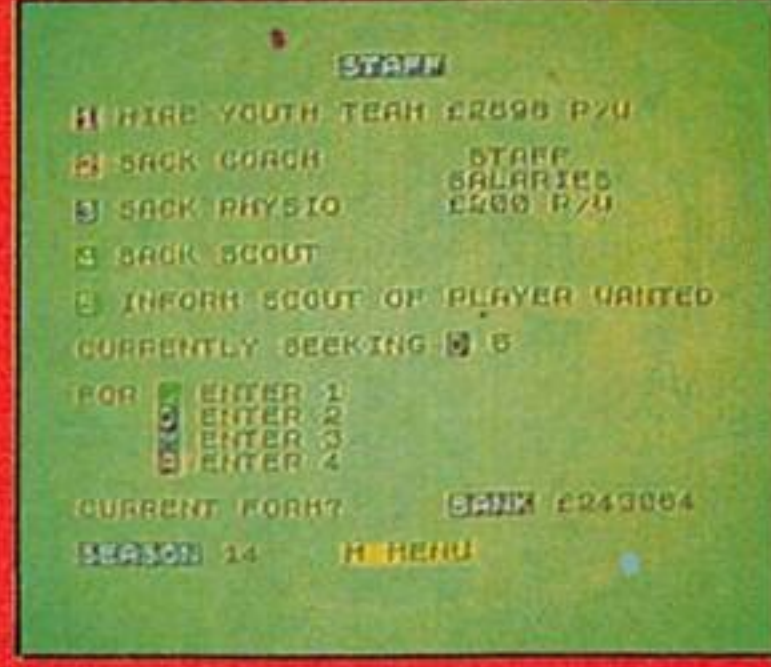 STAFF
1 HIRE YOUTH TEAM £2698 P/W
2 SACK COACH STAFF
SALARIES
3 SACK PHYSIO £200 P/W
4 SACK SCOUT
5 INFORM SCOUT OF PLAYER WANTED
CURRENTLY SEEKING 6
FOR ENTER 1
ENTER 2
ENTER 3
ENTER 4
CURRENT FORM? BANK £243064
SEASON 14 M MENU